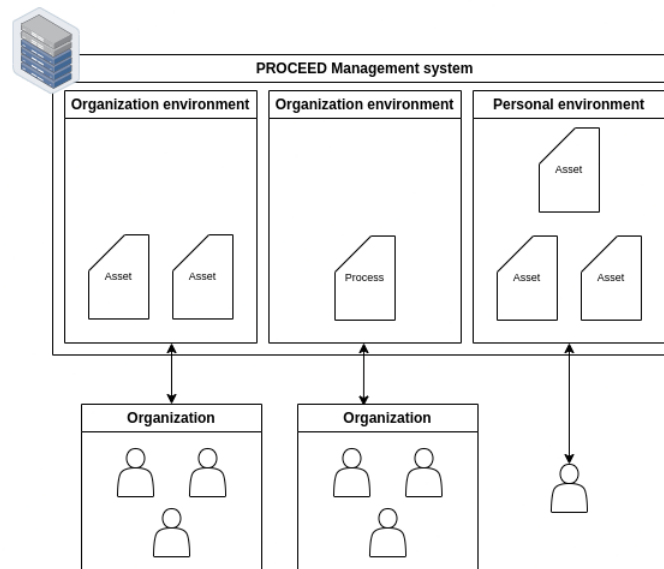 PROCEED Management system
Organization environment
Organization environment
Personal environment
Asset
Asset
Asset
Process
Asset
Asset
Organization
Organization